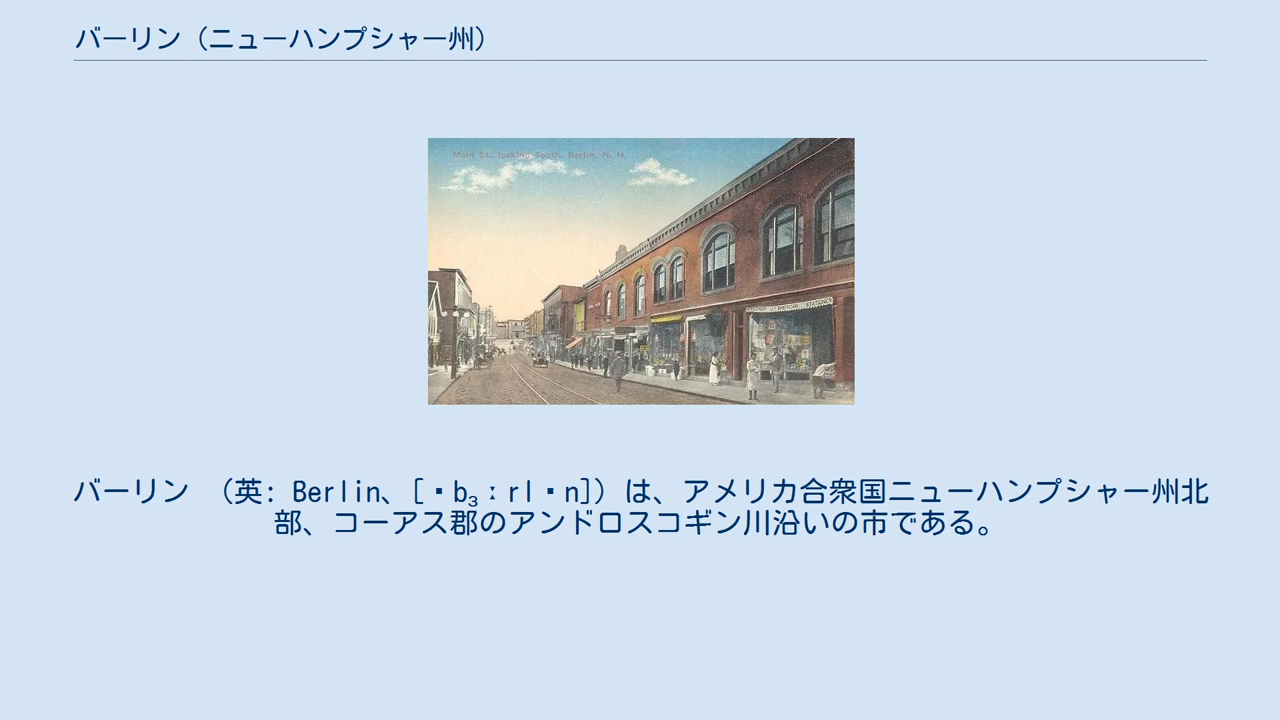 バーリン（ニューハンプシャー州）
Main St., looking South, Berlin, N. H.
SHERIDAN STATIONER
バーリン （英: Berlin、[・bɜːrl・n]）は、アメリカ合衆国ニューハンプシャー州北
部、コーアス郡のアンドロスコギン川沿いの市である。